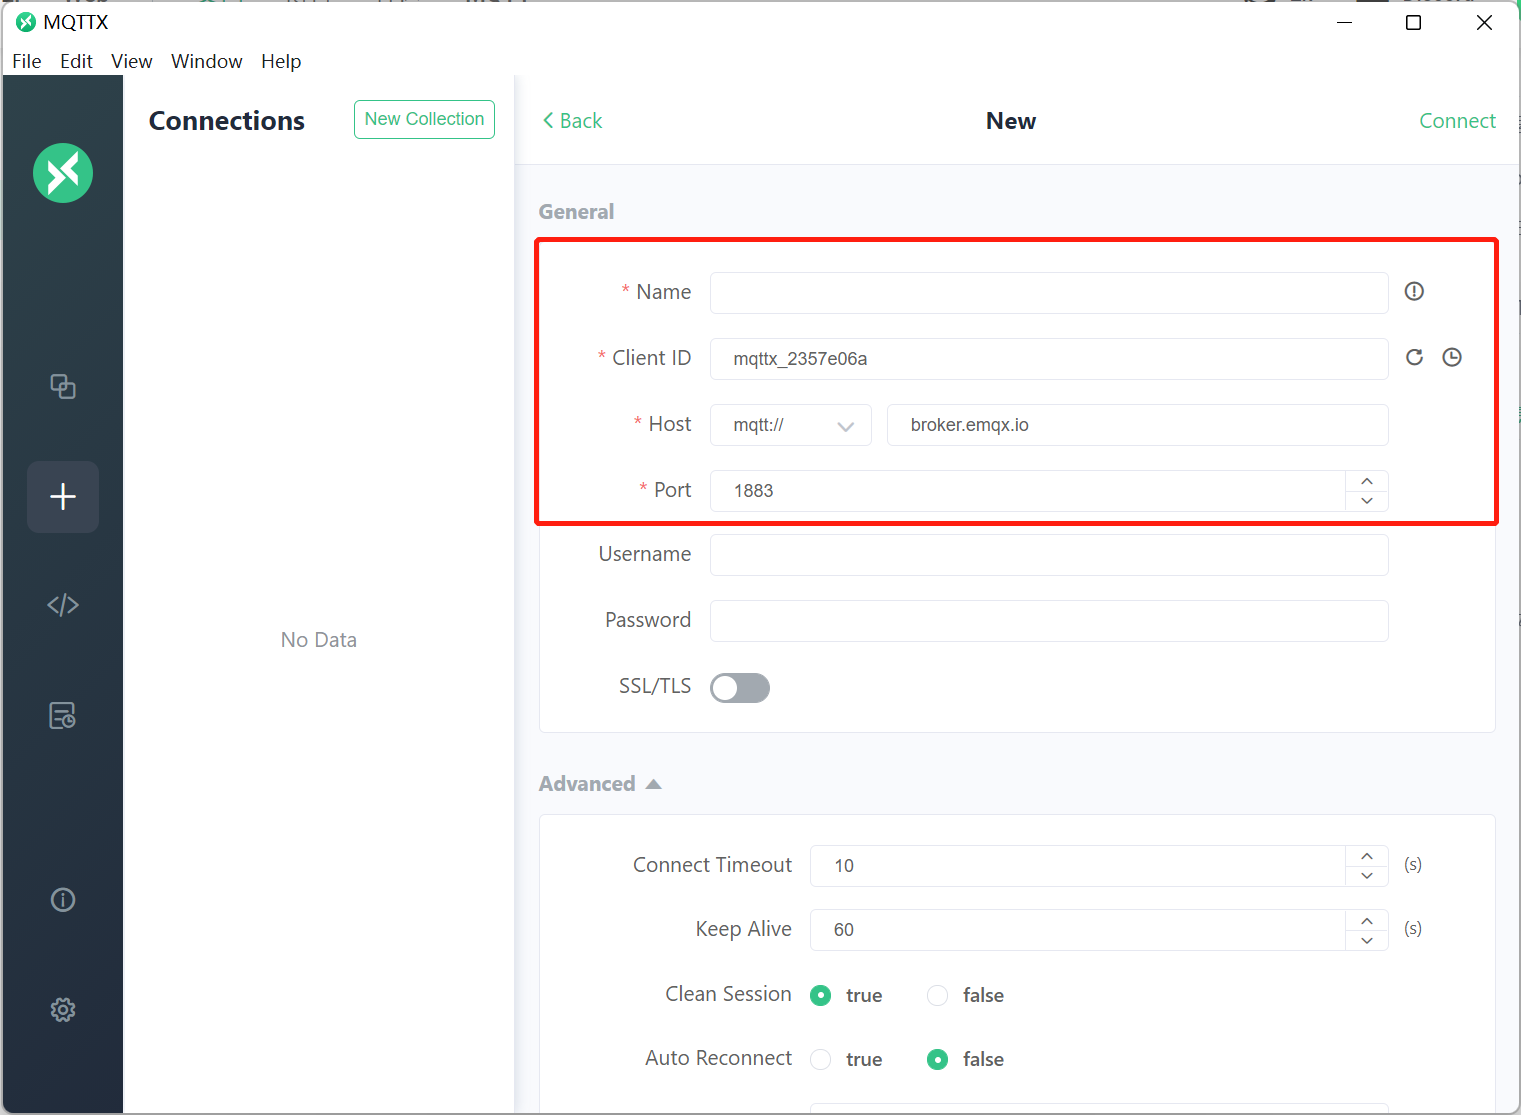 MQTTX
File Edit View Window Help
Connections
New Collection
Back
New
Connect
General
* Name
* Client ID mqttx_2357e06a
* Host mqtt:// broker.emqx.io
* Port 1883
Username
Password
SSL/TLS
No Data
Advanced
Connect Timeout 10 (s)
Keep Alive 60 (s)
Clean Session true false
Auto Reconnect true false